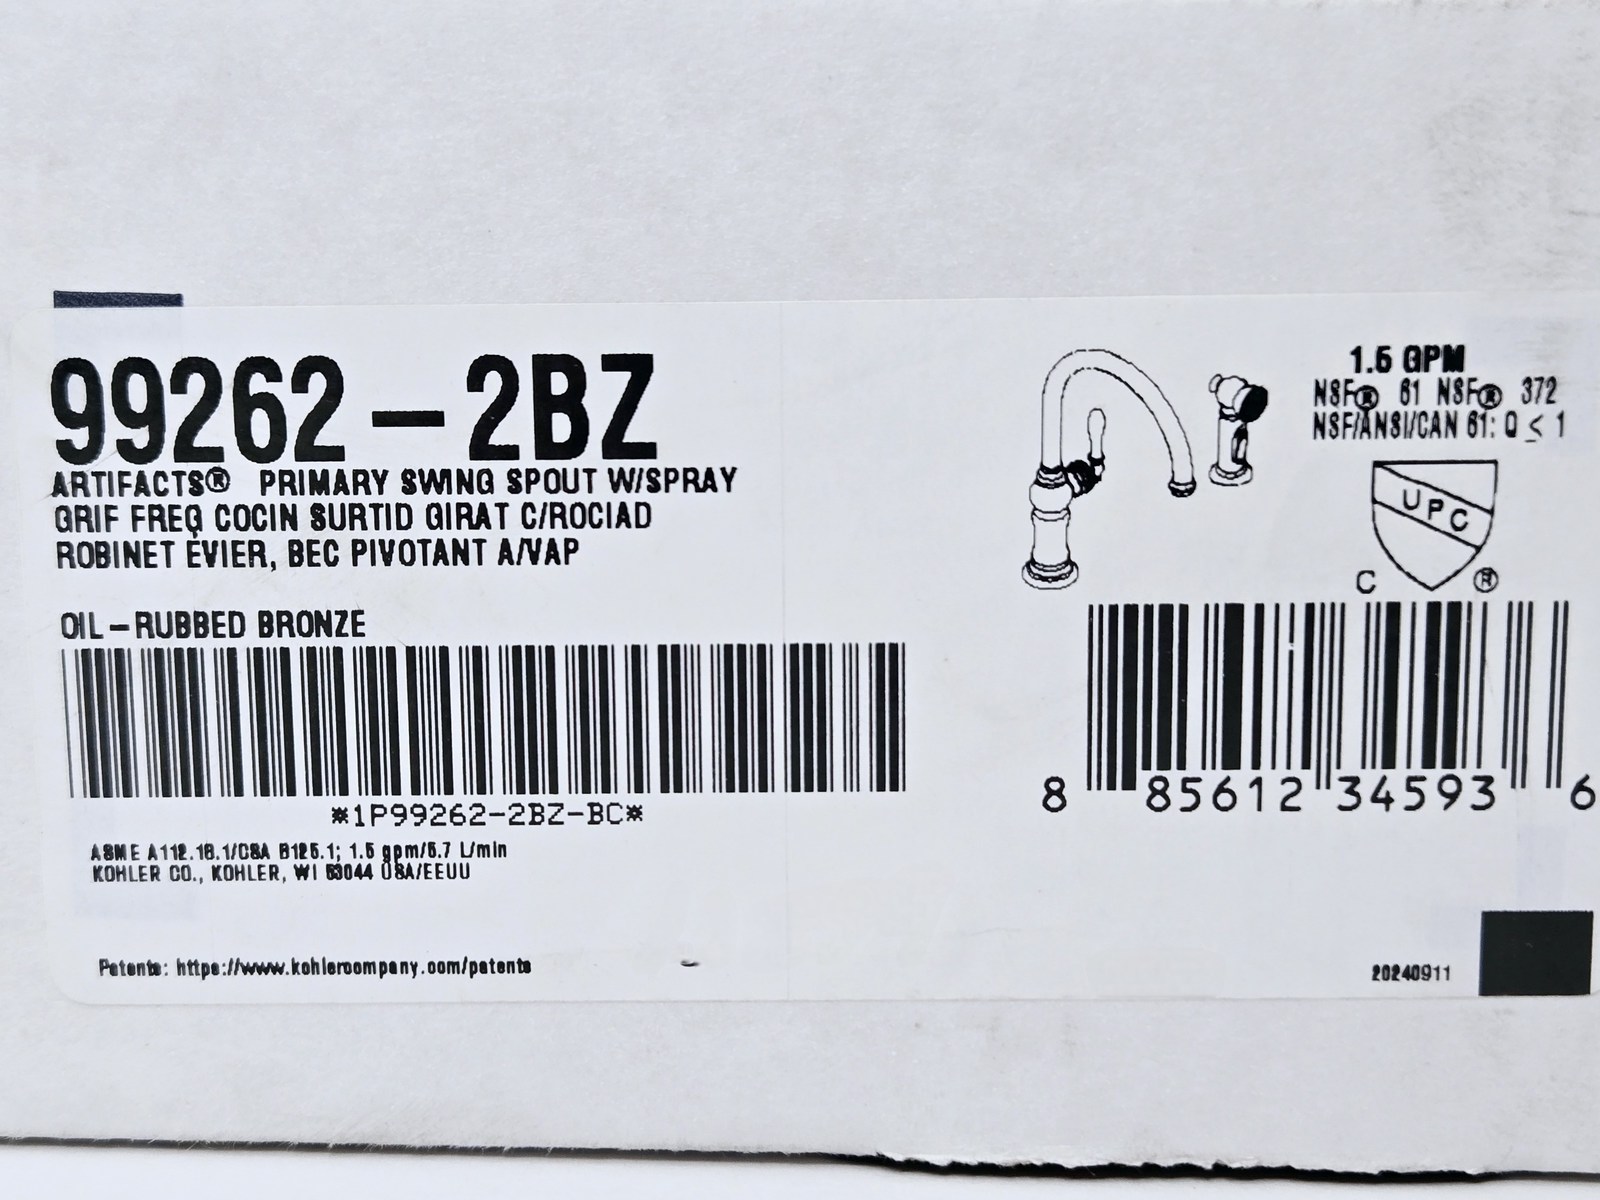 99262-2BZ
ARTIFACTS® PRIMARY SWING SPOUT W/SPRAY
GRIF FREG COCIN SURTID GIRAT C/ROCIAD
ROBINET ÉVIER, BEC PIVOTANT A/VAP
OIL-RUBBED BRONZE
*1P99262-2BZ-BC*
ASME A112.18.1/CSA B125.1; 1.5 gpm/5.7 L/min
KOHLER CO., KOHLER, WI 53044 USA/EEUU
Patents: https://www.kohlercompany.com/patents
1.5 GPM
NSF® 61 NSF® 372
NSF/ANSI/CAN 61: Q ≤ 1
UPC
C ®
8 85612 34593 6
20240911